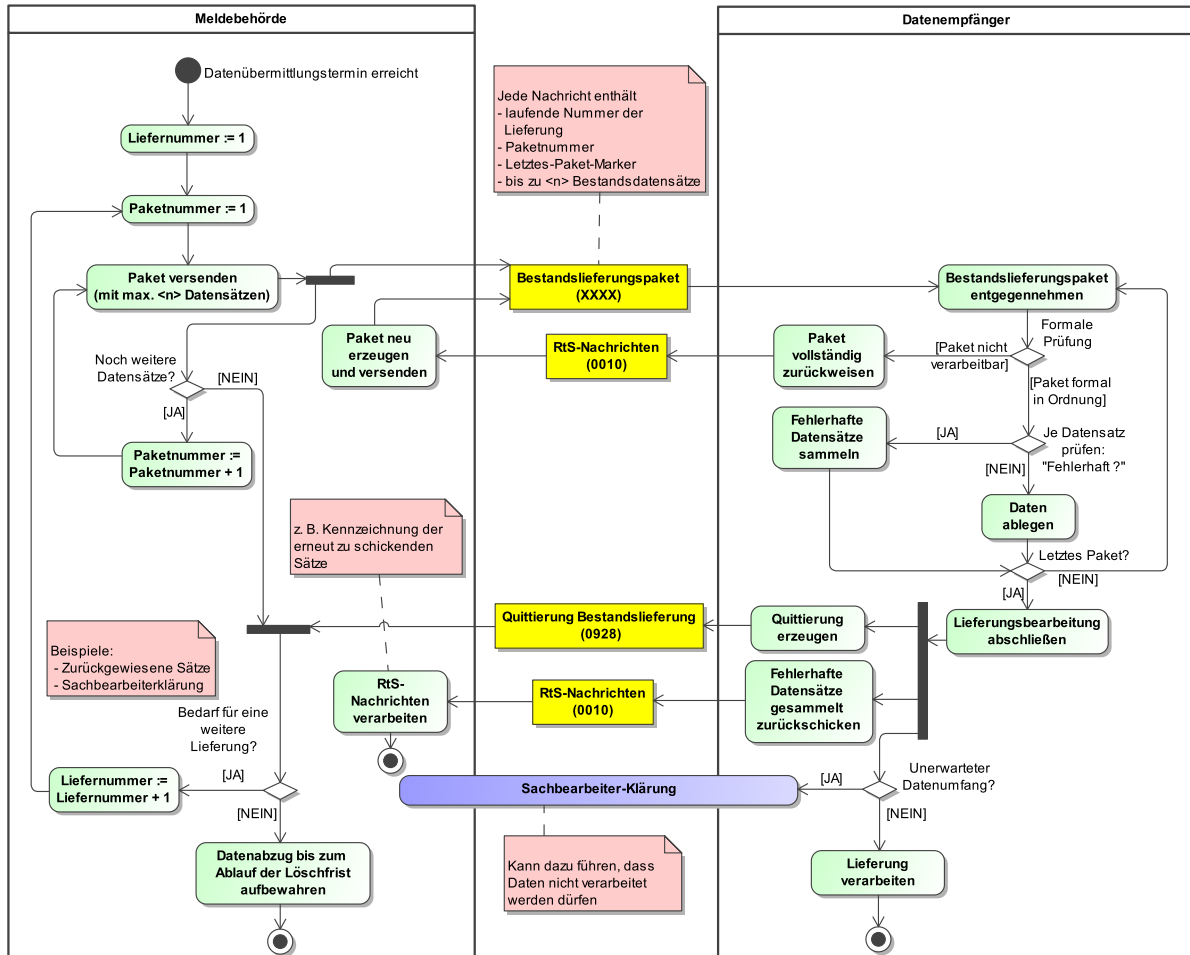 Meldebehörde
Datenempfänger
Datenübermittlungstermin erreicht
Liefernummer := 1
Paketnummer := 1
Paket versenden
(mit max. <n> Datensätzen)
Noch weitere
Datensätze?
[NEIN]
[JA]
Paketnummer :=
Paketnummer + 1
Jede Nachricht enthält
- laufende Nummer der
Lieferung
- Paketnummer
- Letztes-Paket-Marker
- bis zu <n> Bestandsdatensätze
Bestandslieferungspaket
(XXXX)
Paket neu
erzeugen
und versenden
RtS-Nachrichten
(0010)
Bestandslieferungspaket
entgegennehmen
Formale
Prüfung
Paket
vollständig
zurückweisen
[Paket nicht
verarbeitbar]
[Paket formal
in Ordnung]
Fehlerhafte
Datensätze
sammeln
[JA]
Je Datensatz
prüfen:
"Fehlerhaft ?"
[NEIN]
Daten
ablegen
Letztes Paket?
[NEIN]
[JA]
z. B. Kennzeichnung der
erneut zu schickenden
Sätze
Quittierung Bestandslieferung
(0928)
Quittierung
erzeugen
Lieferungsbearbeitung
abschließen
Beispiele:
- Zurückgewiesene Sätze
- Sachbearbeiterklärung
RtS-
Nachrichten
verarbeiten
RtS-Nachrichten
(0010)
Fehlerhafte
Datensätze
gesammelt
zurückschicken
Bedarf für eine
weitere
Lieferung?
[JA]
Liefernummer :=
Liefernummer + 1
[NEIN]
Sachbearbeiter-Klärung
[JA]
Unerwarteter
Datenumfang?
[NEIN]
Datenabzug bis zum
Ablauf der Löschfrist
aufbewahren
Kann dazu führen, dass
Daten nicht verarbeitet
werden dürfen
Lieferung
verarbeiten